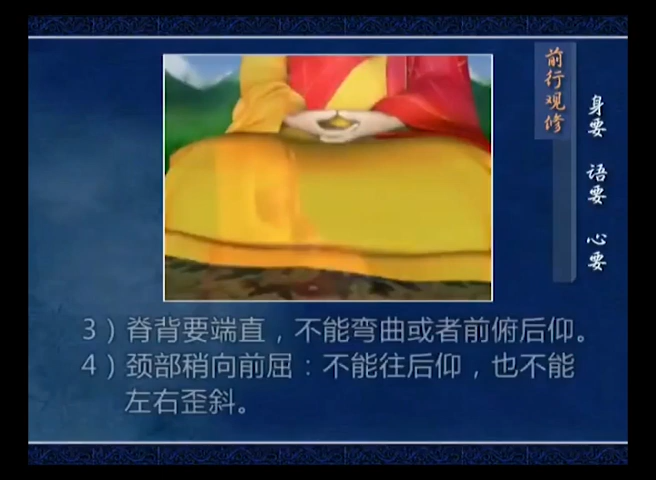 前行观修
身要 语要 心要
3）脊背要端直，不能弯曲或者前俯后仰。
4）颈部稍向前屈：不能往后仰，也不能
左右歪斜。